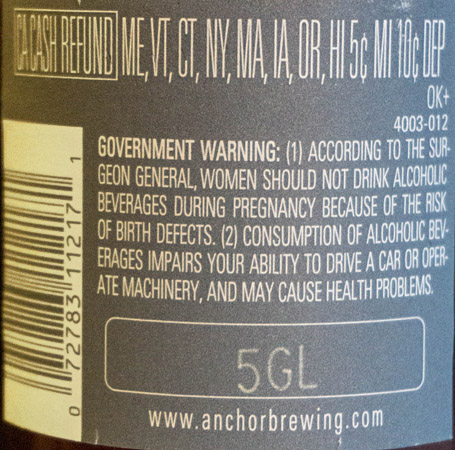 CA CASH REFUND ME, VT, CT, NY, MA, IA, OR, HI 5¢ MI 10¢ DEP
OK+
4003-012
GOVERNMENT WARNING: (1) ACCORDING TO THE SUR-
GEON GENERAL, WOMEN SHOULD NOT DRINK ALCOHOLIC
BEVERAGES DURING PREGNANCY BECAUSE OF THE RISK
OF BIRTH DEFECTS. (2) CONSUMPTION OF ALCOHOLIC BEV-
ERAGES IMPAIRS YOUR ABILITY TO DRIVE A CAR OR OPER-
ATE MACHINERY, AND MAY CAUSE HEALTH PROBLEMS.
5GL
www.anchorbrewing.com
0 72783 11217 1